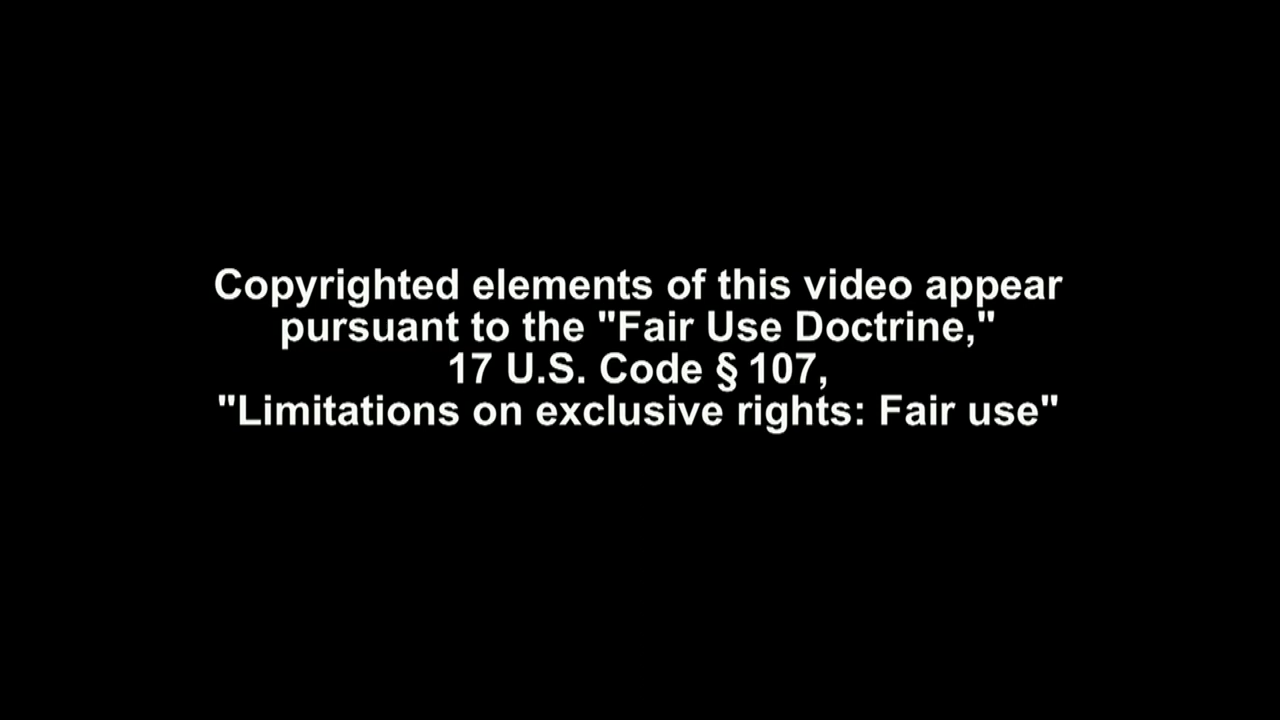 Copyrighted elements of this video appear
pursuant to the "Fair Use Doctrine,"
17 U.S. Code § 107,
"Limitations on exclusive rights: Fair use"